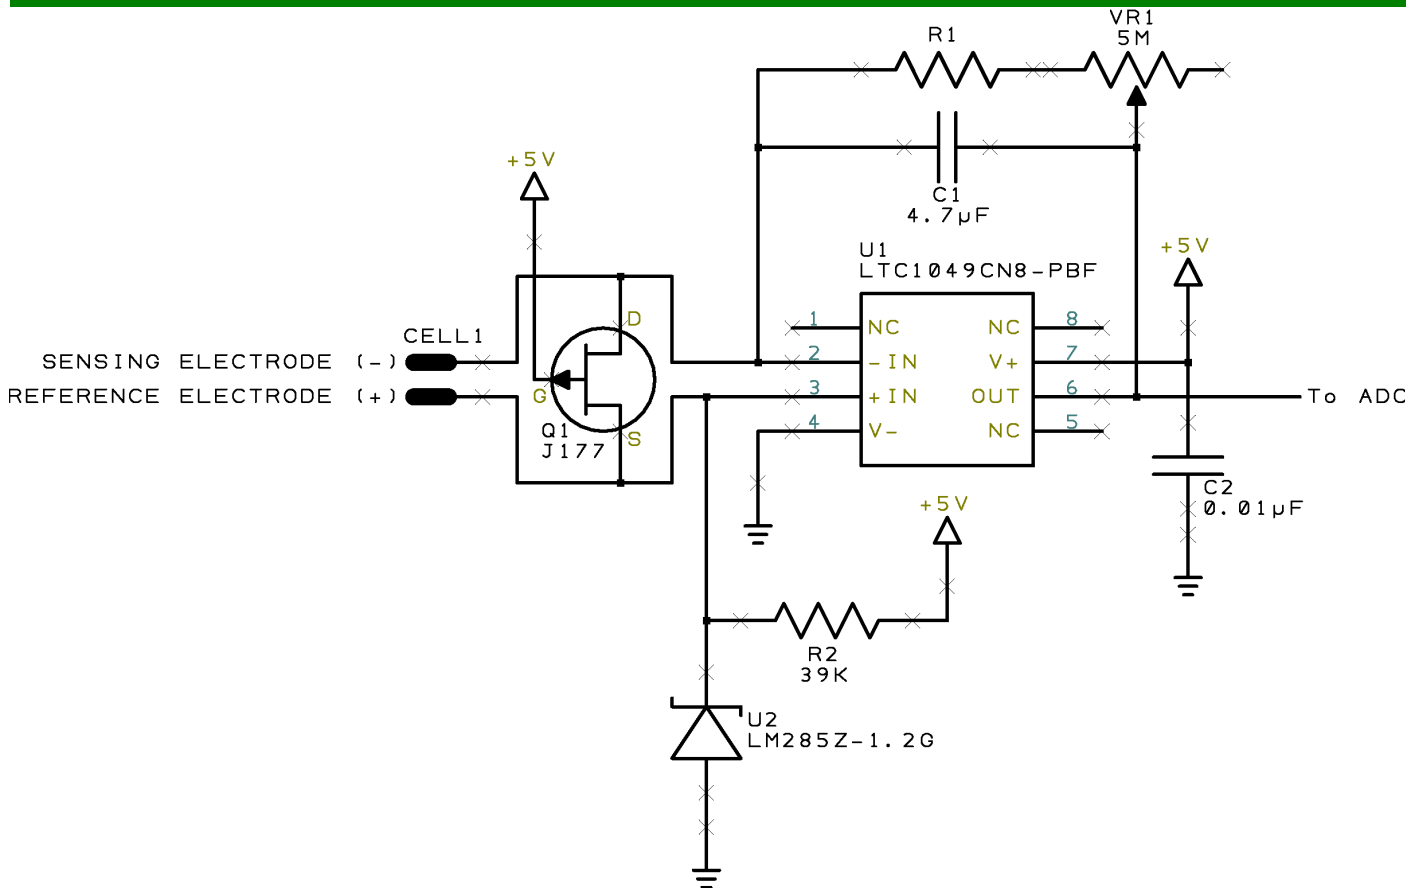 VR1
5M
R1
C1
4.7µF
+5V
U1
LTC1049CN8-PBF
+5V
CELL1
SENSING ELECTRODE (-)
REFERENCE ELECTRODE (+)
D
G
S
Q1
J177
1 NC NC 8
2 -IN V+ 7
3 +IN OUT 6
4 V- NC 5
To ADC
C2
0.01µF
+5V
R2
39K
U2
LM285Z-1.2G